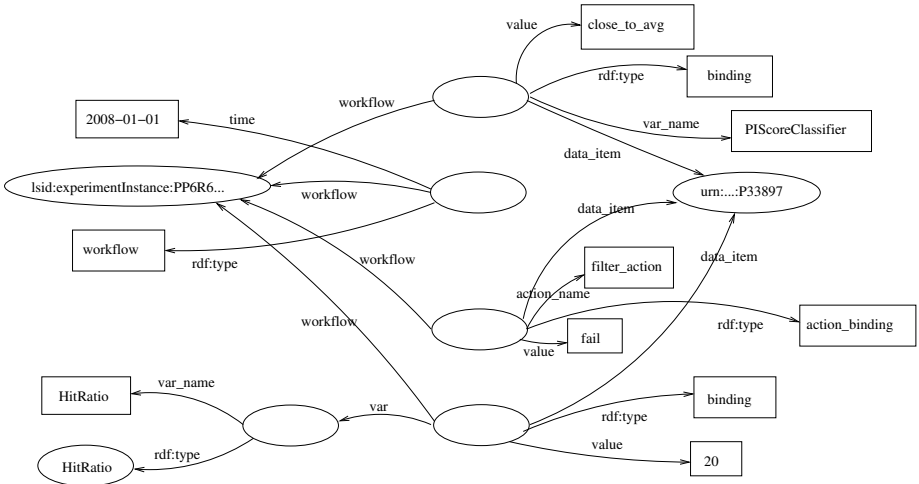 value
close_to_avg
rdf:type
binding
workflow
2008-01-01
time
var_name
PIScoreClassifier
data_item
lsid:experimentInstance:PP6R6...
workflow
urn:...:P33897
data_item
workflow
rdf:type
workflow
data_item
filter_action
action_name
rdf:type
action_binding
workflow
value
fail
HitRatio
var_name
var
rdf:type
binding
value
20
rdf:type
HitRatio